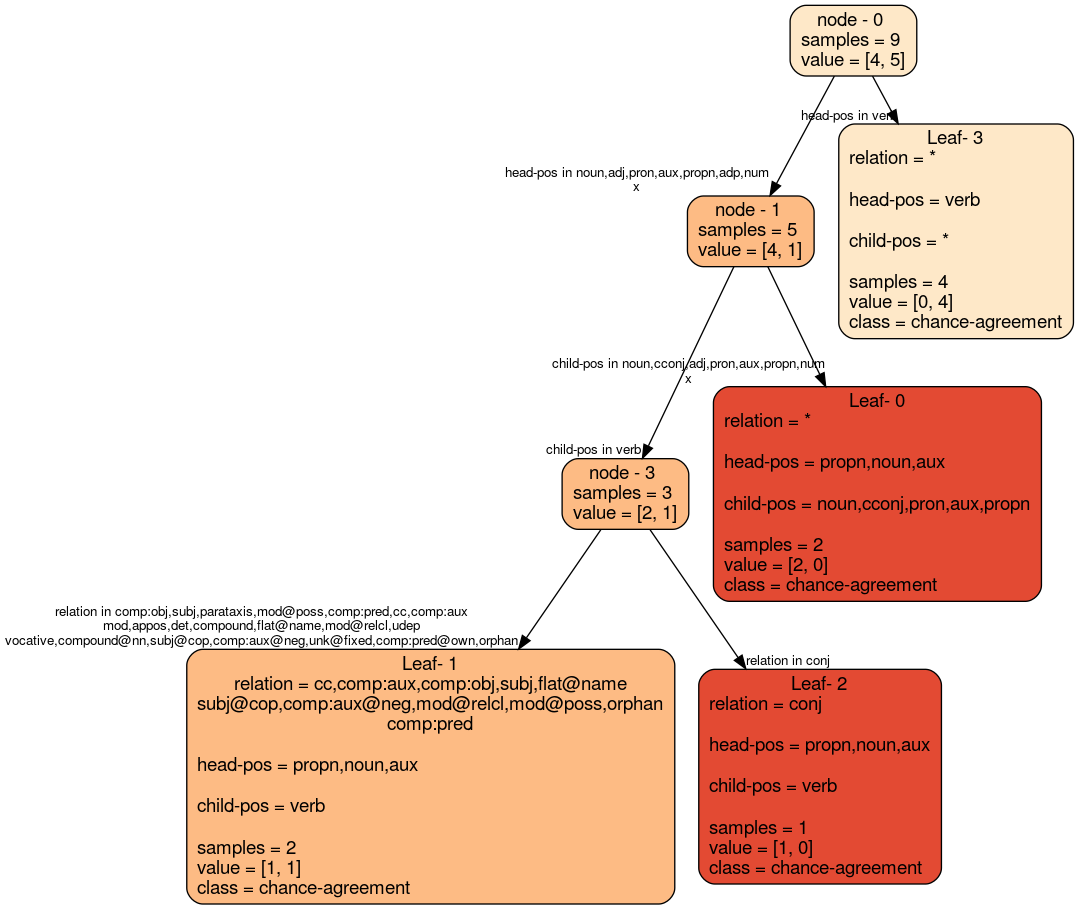 node - 0
samples = 9
value = [4, 5]
head-pos in verb
Leaf- 3
relation = *
head-pos = verb
child-pos = *
samples = 4
value = [0, 4]
class = chance-agreement
head-pos in noun,adj,pron,aux,propn,adp,num
x
node - 1
samples = 5
value = [4, 1]
child-pos in noun,cconj,adj,pron,aux,propn,num
x
Leaf- 0
relation = *
head-pos = propn,noun,aux
child-pos = noun,cconj,pron,aux,propn
samples = 2
value = [2, 0]
class = chance-agreement
child-pos in verb
node - 3
samples = 3
value = [2, 1]
relation in comp:obj,subj,parataxis,mod@poss,comp:pred,cc,comp:aux
mod,appos,det,compound,flat@name,mod@relcl,udep
vocative,compound@nn,subj@cop,comp:aux@neg,unk@fixed,comp:pred@own,orphan
Leaf- 1
relation = cc,comp:aux,comp:obj,subj,flat@name
subj@cop,comp:aux@neg,mod@relcl,mod@poss,orphan
comp:pred
head-pos = propn,noun,aux
child-pos = verb
samples = 2
value = [1, 1]
class = chance-agreement
relation in conj
Leaf- 2
relation = conj
head-pos = propn,noun,aux
child-pos = verb
samples = 1
value = [1, 0]
class = chance-agreement